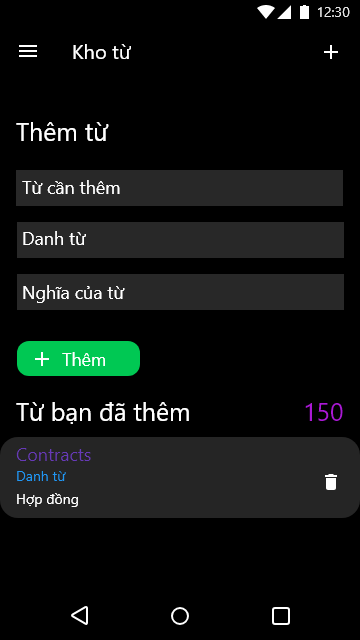 12:30
Kho từ
Thêm từ
Từ cần thêm
Danh từ
Nghĩa của từ
Thêm
Từ bạn đã thêm 150
Contracts
Danh từ
Hợp đồng